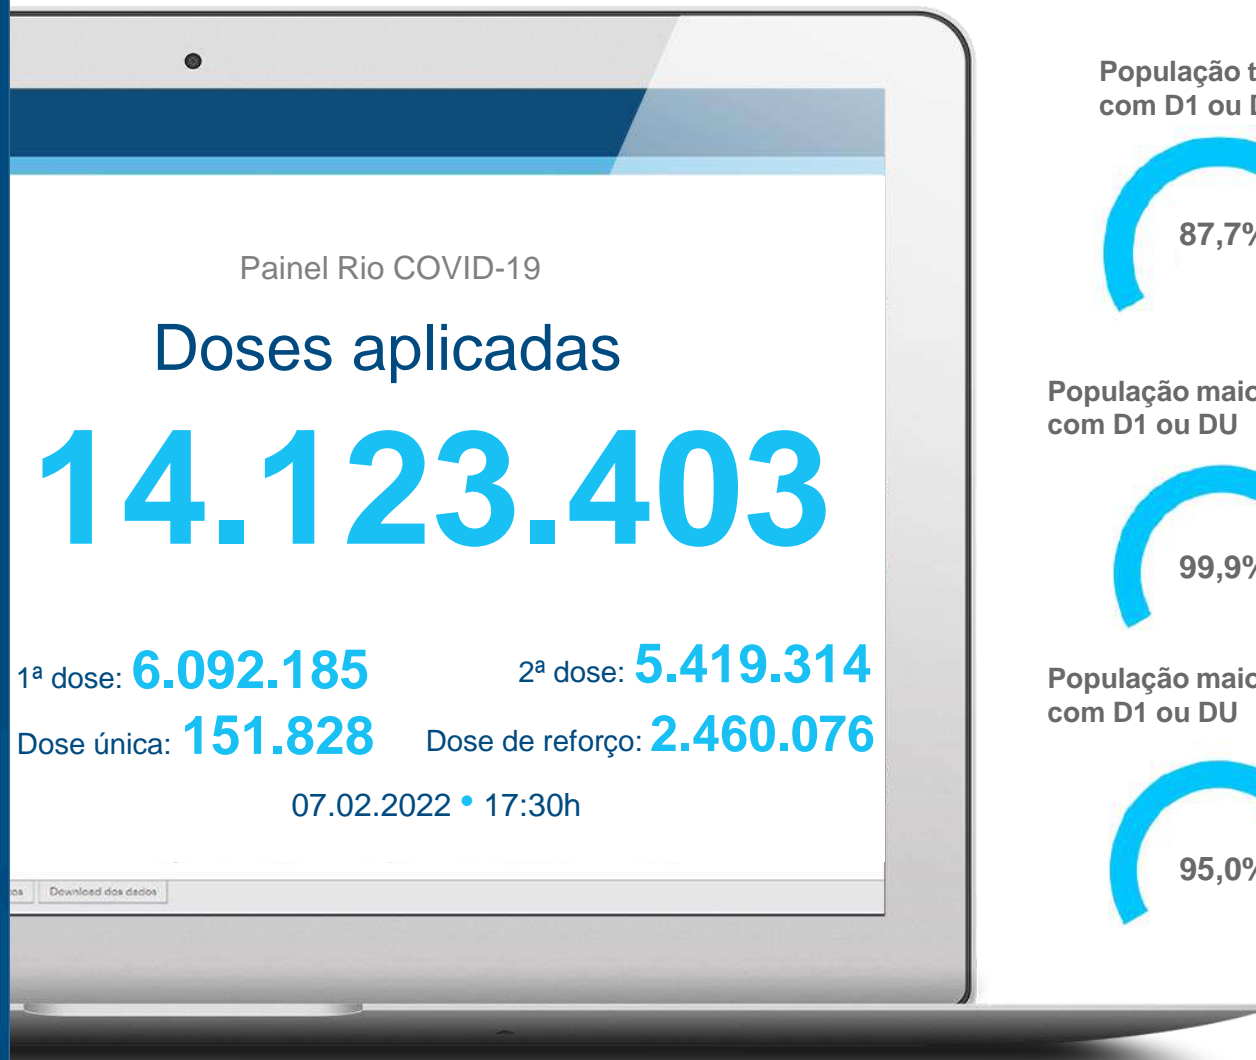 Painel Rio COVID-19
Doses aplicadas
14.123.403
1ª dose: 6.092.185
2ª dose: 5.419.314
Dose única: 151.828
Dose de reforço: 2.460.076
07.02.2022 • 17:30h
Download dos dados
População
com D1 ou
87,7%
População
com D1 ou DU
99,9%
População
com D1 ou DU
95,0%